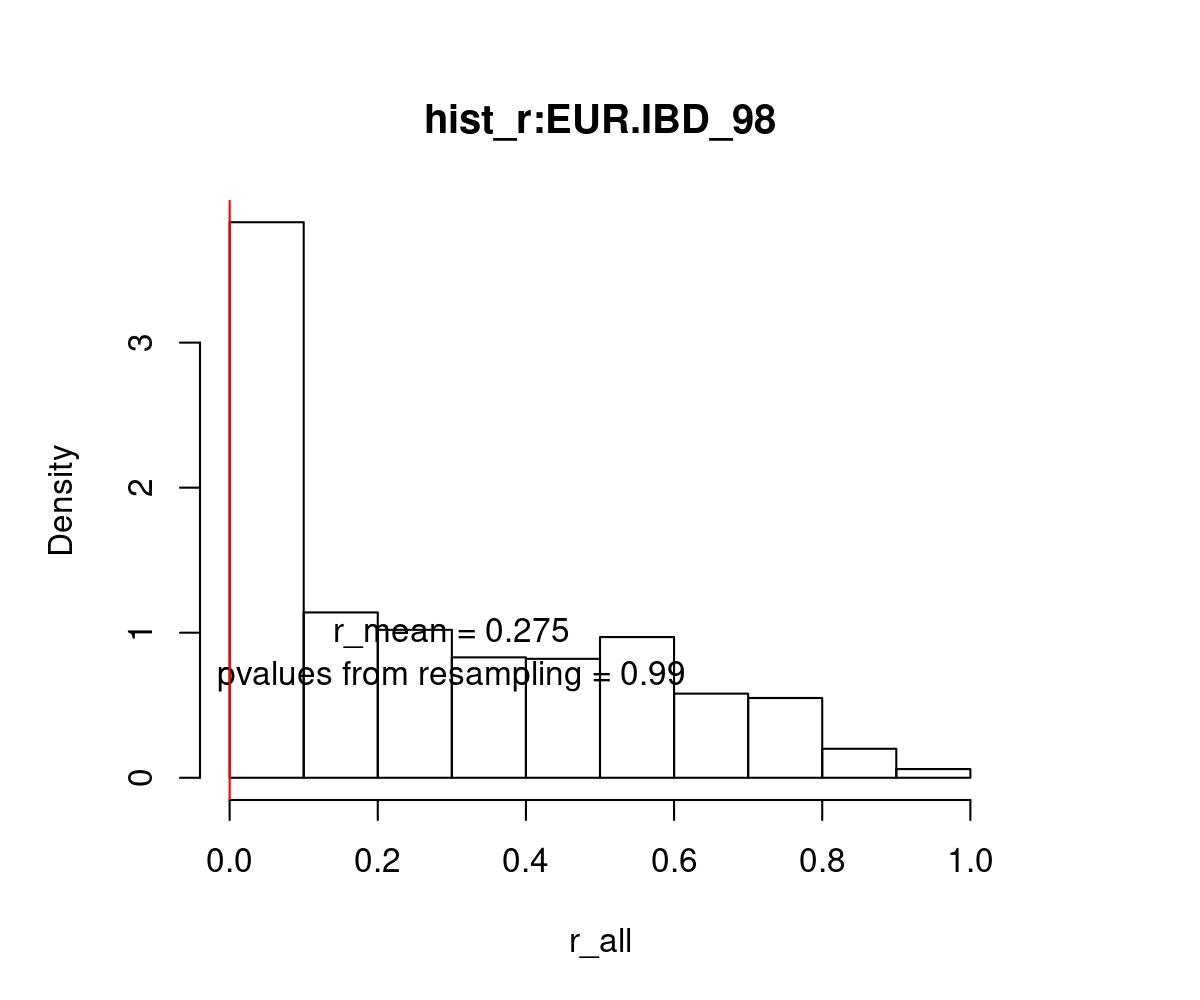 hist_r:EUR.IBD_98
Density
3
2
1
0
r_mean = 0.275
pvalues from resampling = 0.99
0.0 0.2 0.4 0.6 0.8 1.0
r_all